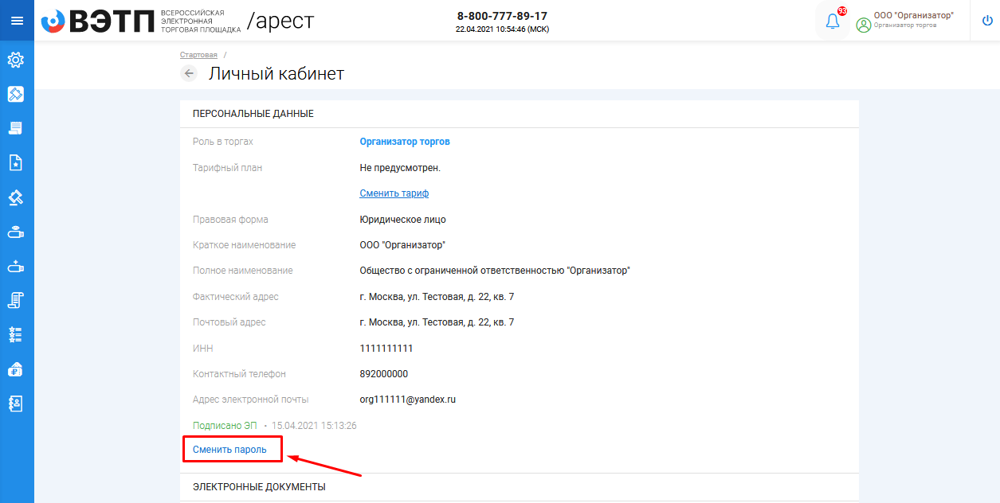 ВЭТП
ВСЕРОССИЙСКАЯ
ЭЛЕКТРОННАЯ
ТОРГОВАЯ ПЛОЩАДКА
/арест
8-800-777-89-17
22.04.2021 10:54:46 (МСК)
93
ООО "Организатор"
Организатор торгов
Стартовая /
Личный кабинет
ПЕРСОНАЛЬНЫЕ ДАННЫЕ
Роль в торгах Организатор торгов
Тарифный план Не предусмотрен.
Сменить тариф
Правовая форма Юридическое лицо
Краткое наименование ООО "Организатор"
Полное наименование Общество с ограниченной ответственностью "Организатор"
Фактический адрес г. Москва, ул. Тестовая, д. 22, кв. 7
Почтовый адрес г. Москва, ул. Тестовая, д. 22, кв. 7
ИНН 1111111111
Контактный телефон 892000000
Адрес электронной почты org111111@yandex.ru
Подписано ЭП • 15.04.2021 15:13:26
Сменить пароль
ЭЛЕКТРОННЫЕ ДОКУМЕНТЫ